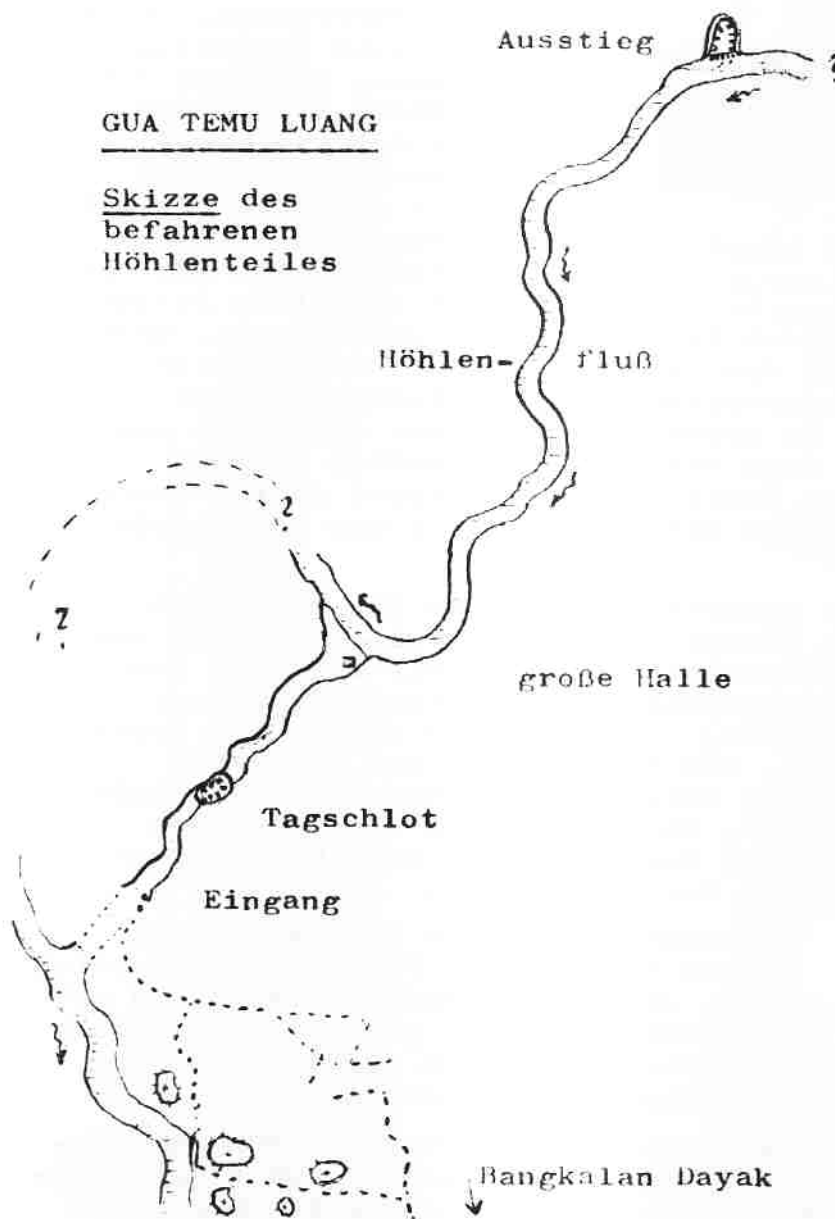 Ausstieg
?
GUA TEMU LUANG
Skizze des
befahrenen
Höhlenteiles
Höhlen- fluß
?
?
große Halle
Tagschlot
Eingang
Bangkalan Dayak